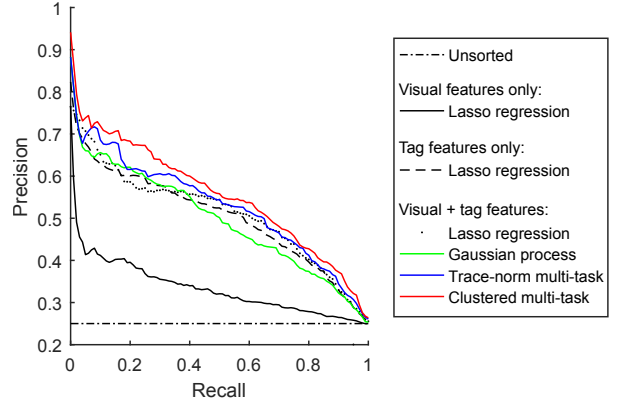 1
0.9
0.8
0.7
0.6
0.5
0.4
0.3
0.2
Precision
0 0.2 0.4 0.6 0.8 1
Recall
Unsorted
Visual features only:
Lasso regression
Tag features only:
Lasso regression
Visual + tag features:
Lasso regression
Gaussian process
Trace-norm multi-task
Clustered multi-task